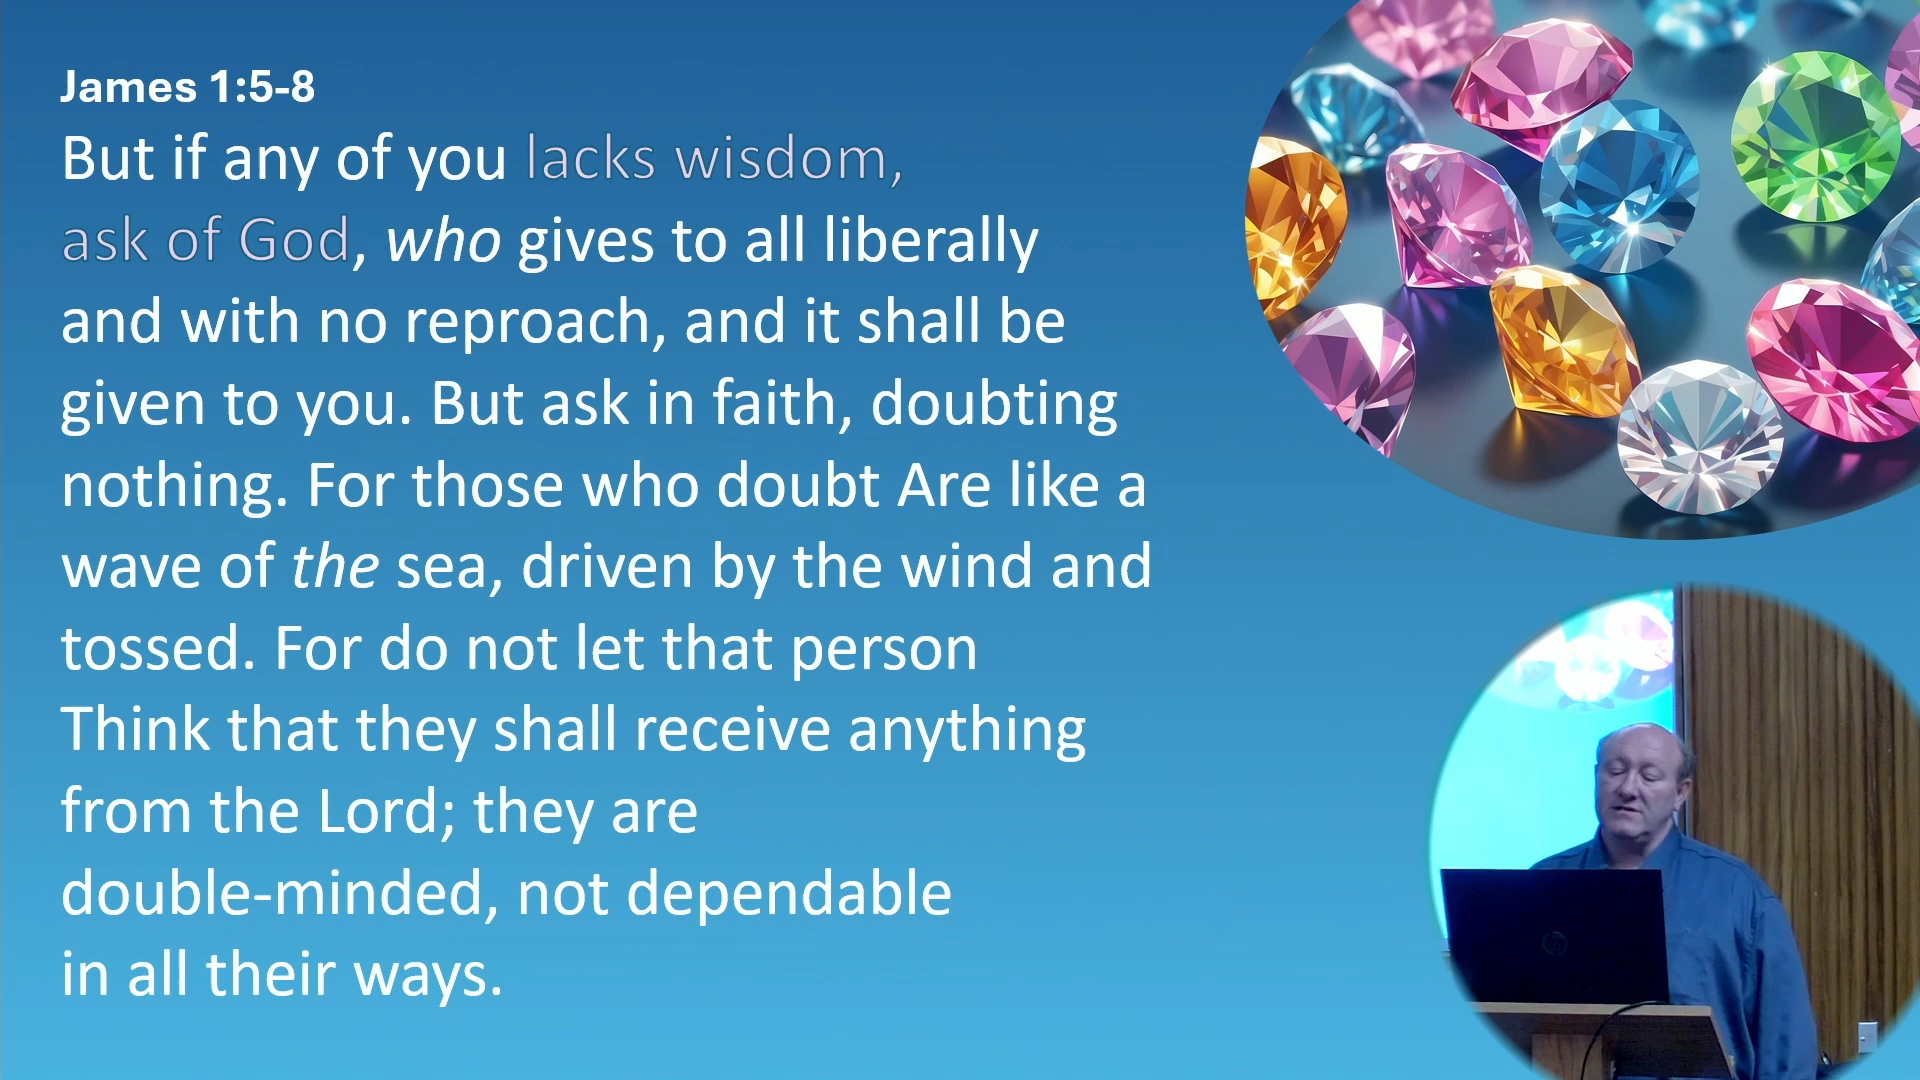 James 1:5-8
But if any of you lacks wisdom,
ask of God, who gives to all liberally
and with no reproach, and it shall be
given to you. But ask in faith, doubting
nothing. For those who doubt Are like a
wave of the sea, driven by the wind and
tossed. For do not let that person
Think that they shall receive anything
from the Lord; they are
double-minded, not dependable
in all their ways.
hp